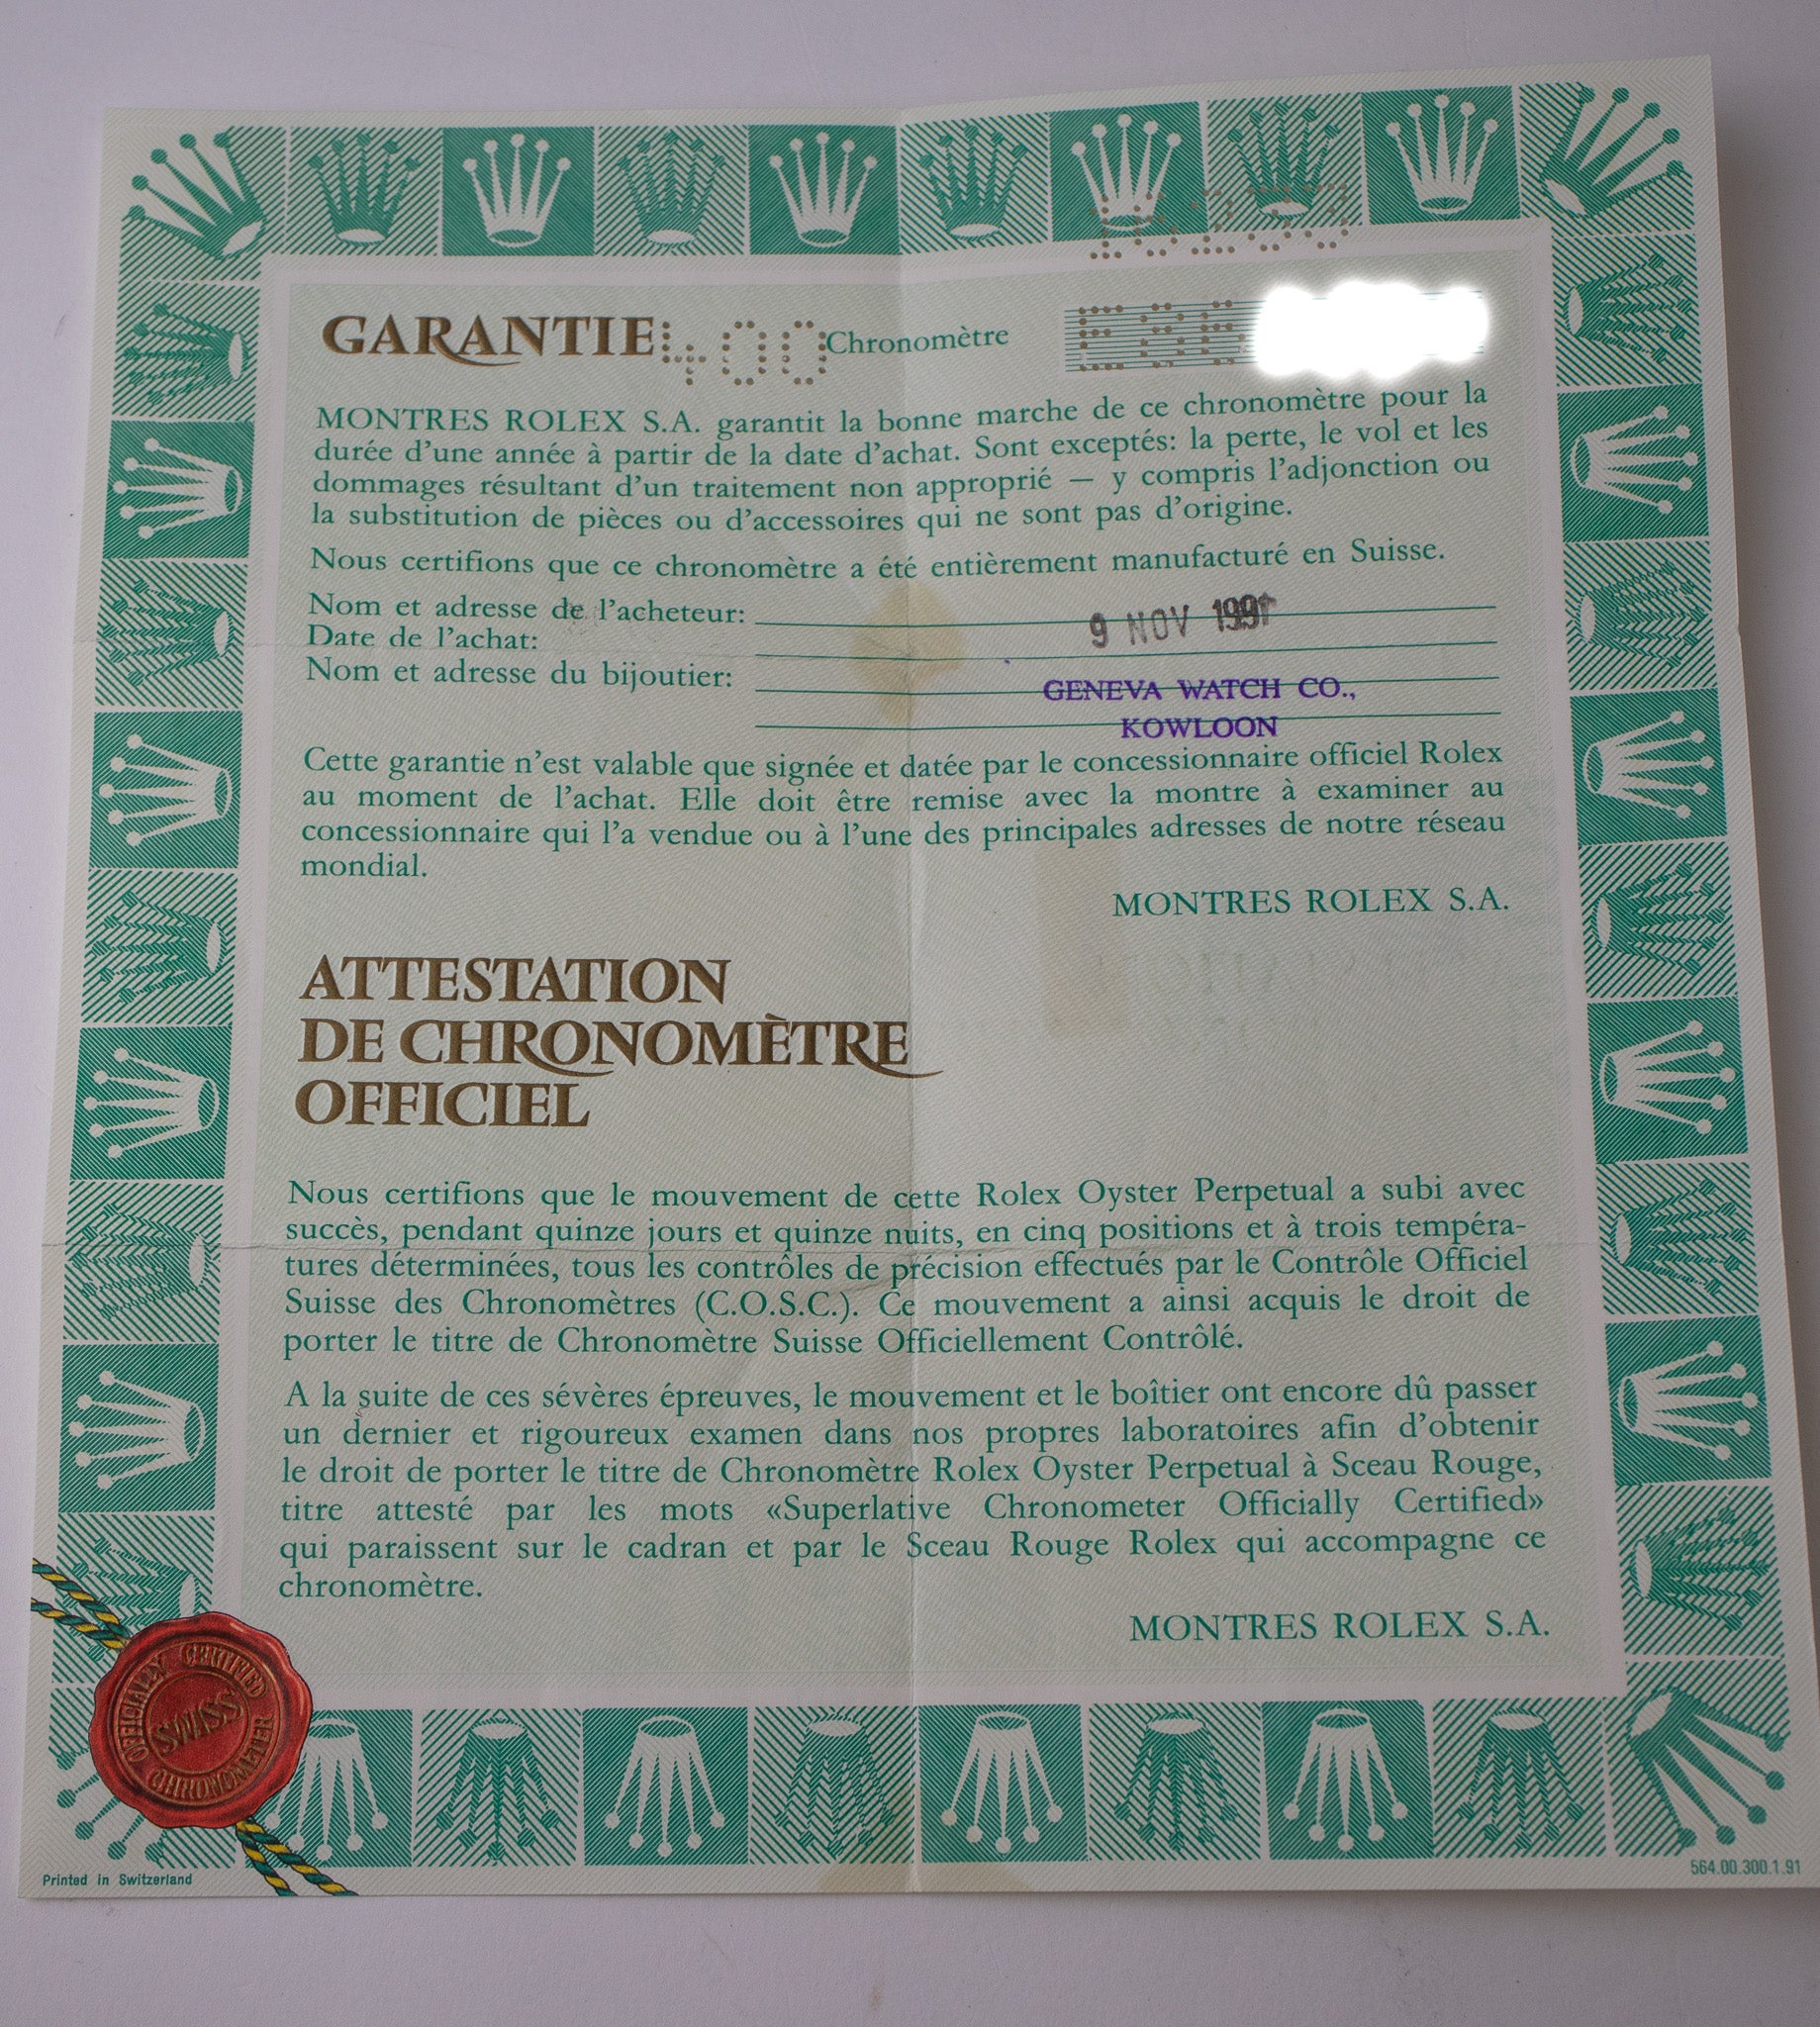 GARANTIE 400 Chronomètre
MONTRES ROLEX S.A. garantit la bonne marche de ce chronomètre pour la
durée d'une année à partir de la date d'achat. Sont exceptés: la perte, le vol et les
dommages résultant d'un traitement non approprié — y compris l'adjonction ou
la substitution de pièces ou d'accessoires qui ne sont pas d'origine.
Nous certifions que ce chronomètre a été entièrement manufacturé en Suisse.
Nom et adresse de l'acheteur:
Date de l'achat: 9 NOV 1991
Nom et adresse du bijoutier: GENEVA WATCH CO.,
KOWLOON
Cette garantie n'est valable que signée et datée par le concessionnaire officiel Rolex
au moment de l'achat. Elle doit être remise avec la montre à examiner au
concessionnaire qui l'a vendue ou à l'une des principales adresses de notre réseau
mondial.
MONTRES ROLEX S.A.
ATTESTATION
DE CHRONOMÈTRE
OFFICIEL
Nous certifions que le mouvement de cette Rolex Oyster Perpetual a subi avec
succès, pendant quinze jours et quinze nuits, en cinq positions et à trois tempéra-
tures déterminées, tous les contrôles de précision effectués par le Contrôle Officiel
Suisse des Chronomètres (C.O.S.C.). Ce mouvement a ainsi acquis le droit de
porter le titre de Chronomètre Suisse Officiellement Contrôlé.
A la suite de ces sévères épreuves, le mouvement et le boîtier ont encore dû passer
un dernier et rigoureux examen dans nos propres laboratoires afin d'obtenir
le droit de porter le titre de Chronomètre Rolex Oyster Perpetual à Sceau Rouge,
titre attesté par les mots «Superlative Chronometer Officially Certified»
qui paraissent sur le cadran et par le Sceau Rouge Rolex qui accompagne ce
chronomètre.
MONTRES ROLEX S.A.
OFFICIALLY CERTIFIED
SWISS
CHRONOMETER
Printed in Switzerland
564.00.300.1.91